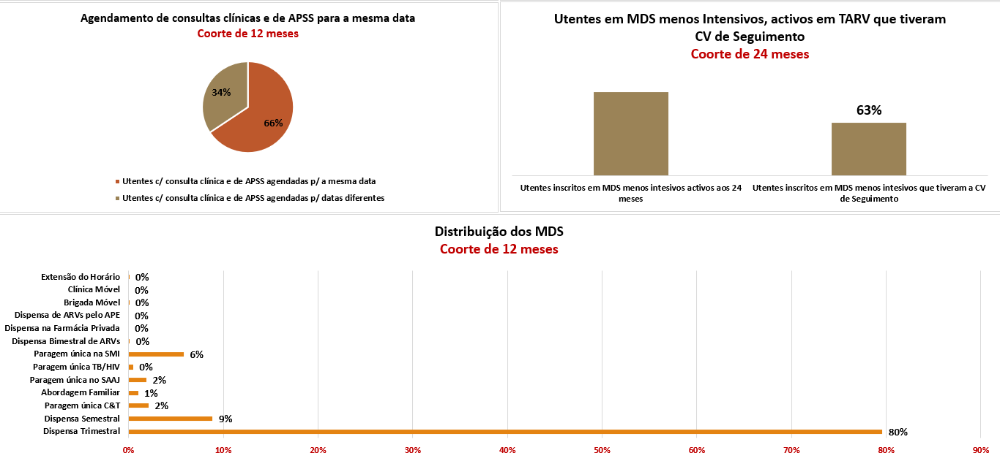 Agendamento de consultas clínicas e de APSS para a mesma data
Coorte de 12 meses
34%
66%
Utentes c/ consulta clínica e de APSS agendadas p/ a mesma data
Utentes c/ consulta clínica e de APSS agendadas p/ datas diferentes
Utentes em MDS menos Intensivos, activos em TARV que tiveram
CV de Seguimento
Coorte de 24 meses
63%
Utentes inscritos em MDS menos intesivos activos aos 24
meses
Utentes inscritos em MDS menos intesivos que tiveram a CV
de Seguimento
Distribuição dos MDS
Coorte de 12 meses
Extensão do Horário 0%
Clínica Móvel 0%
Brigada Móvel 0%
Dispensa de ARVs pelo APE 0%
Dispensa na Farmácia Privada 0%
Dispensa Bimestral de ARVs 0%
Paragem única na SMI 6%
Paragem única TB/HIV 0%
Paragem única no SAAJ 2%
Abordagem Familiar 1%
Paragem única C&T 2%
Dispensa Semestral 9%
Dispensa Trimestral 80%
0% 10% 20% 30% 40% 50% 60% 70% 80% 90%